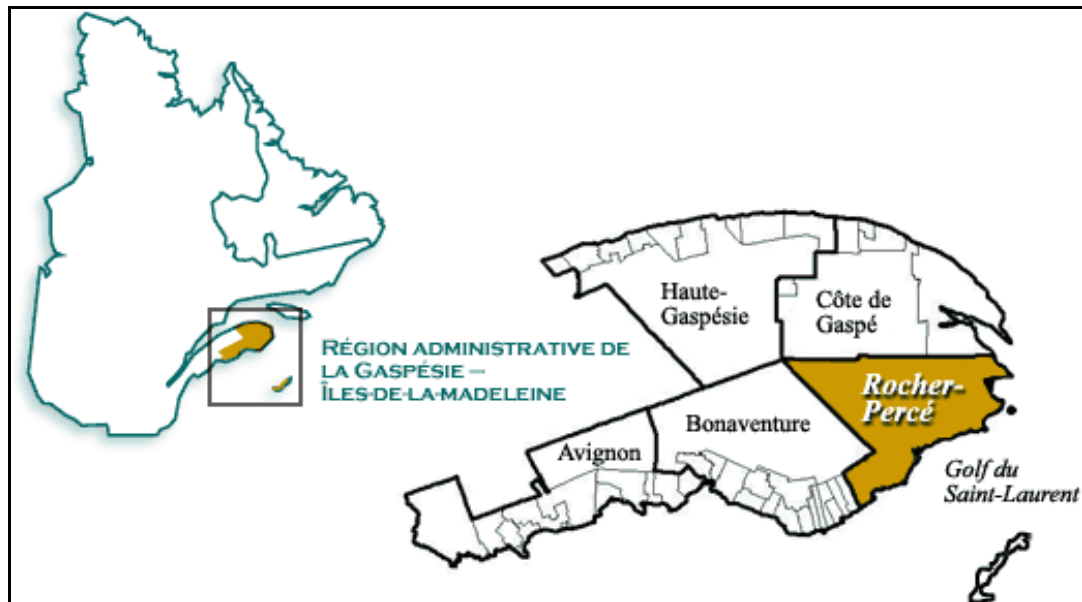 RÉGION ADMINISTRATIVE DE
LA GASPÉSIE –
ÎLES-DE-LA-MADELEINE
Haute-
Gaspésie
Côte de
Gaspé
Rocher-
Percé
Bonaventure
Avignon
Golf du
Saint-Laurent